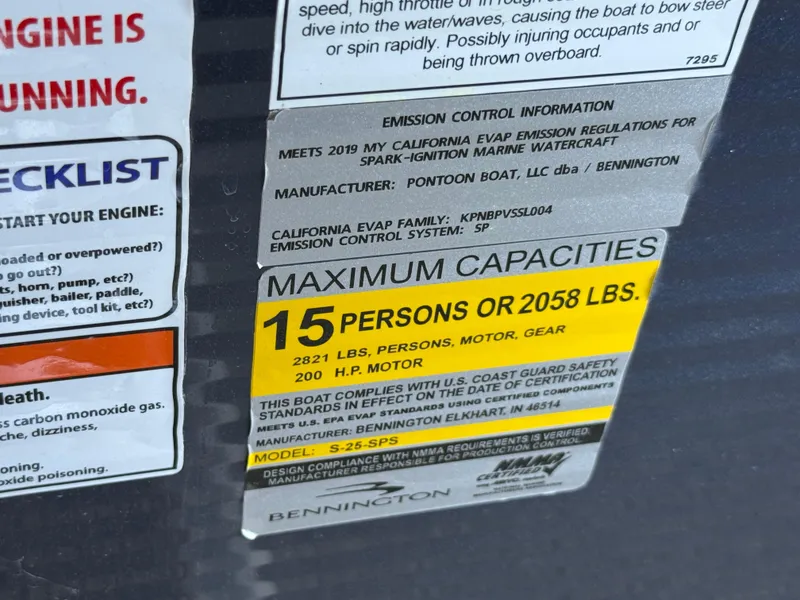 NGINE IS
UNNING.
ECKLIST
START YOUR ENGINE:
oaded or overpowered?)
go out?)
ts, horn, pump, etc?)
guisher, bailer, paddle,
ing device, tool kit, etc?)
death.
s carbon monoxide gas.
che, dizziness,
oning.
oxide poisoning.
speed, high throttle or in rough
dive into the water/waves, causing the boat to bow steer
or spin rapidly. Possibly injuring occupants and or
being thrown overboard.
7295
EMISSION CONTROL INFORMATION
MEETS 2019 MY CALIFORNIA EVAP EMISSION REGULATIONS FOR
SPARK-IGNITION MARINE WATERCRAFT
MANUFACTURER: PONTOON BOAT, LLC dba / BENNINGTON
CALIFORNIA EVAP FAMILY: KPNBPVSSL004
EMISSION CONTROL SYSTEM: SP
MAXIMUM CAPACITIES
15 PERSONS OR 2058 LBS.
2821 LBS, PERSONS, MOTOR, GEAR
200 H.P. MOTOR
THIS BOAT COMPLIES WITH U.S. COAST GUARD SAFETY
STANDARDS IN EFFECT ON THE DATE OF CERTIFICATION
MEETS U.S. EPA EVAP STANDARDS USING CERTIFIED COMPONENTS
MANUFACTURER: BENNINGTON ELKHART, IN 46514
MODEL: S-25-SPS
DESIGN COMPLIANCE WITH NMMA REQUIREMENTS IS VERIFIED.
MANUFACTURER RESPONSIBLE FOR PRODUCTION CONTROL.
NMMA
CERTIFIED
BENNINGTON